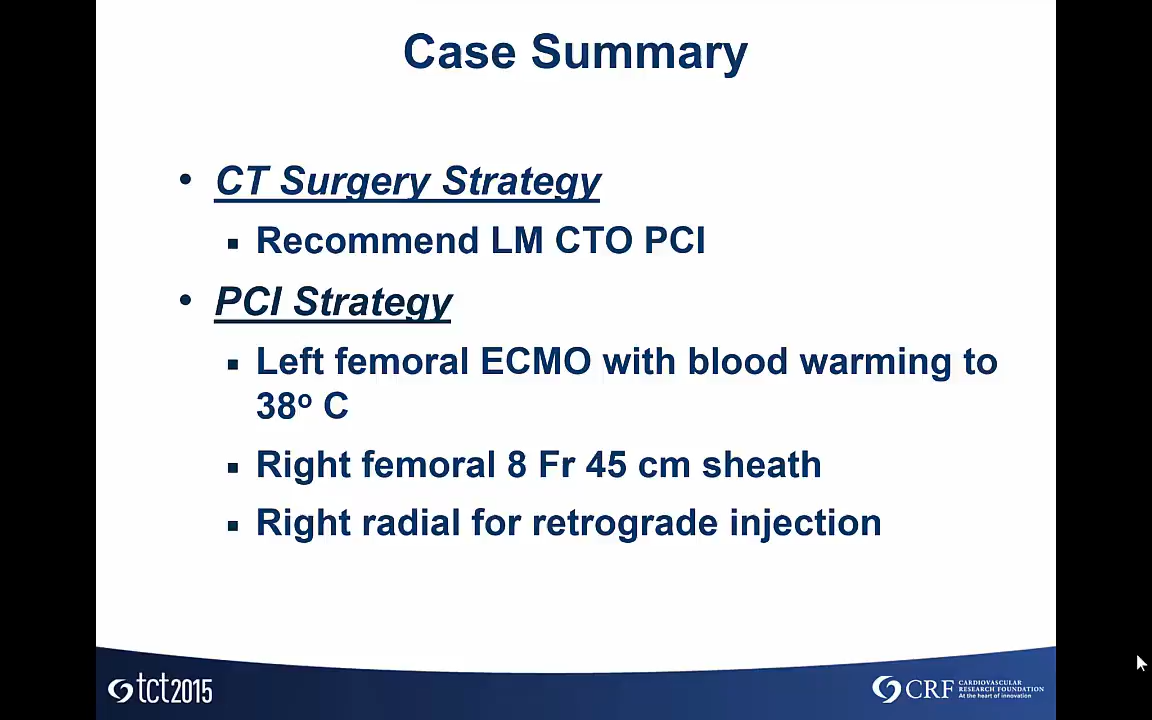 Case Summary
• CT Surgery Strategy
▪ Recommend LM CTO PCI
• PCI Strategy
▪ Left femoral ECMO with blood warming to
38º C
▪ Right femoral 8 Fr 45 cm sheath
▪ Right radial for retrograde injection
tct2015
CRF
CARDIOVASCULAR
RESEARCH FOUNDATION
At the heart of innovation